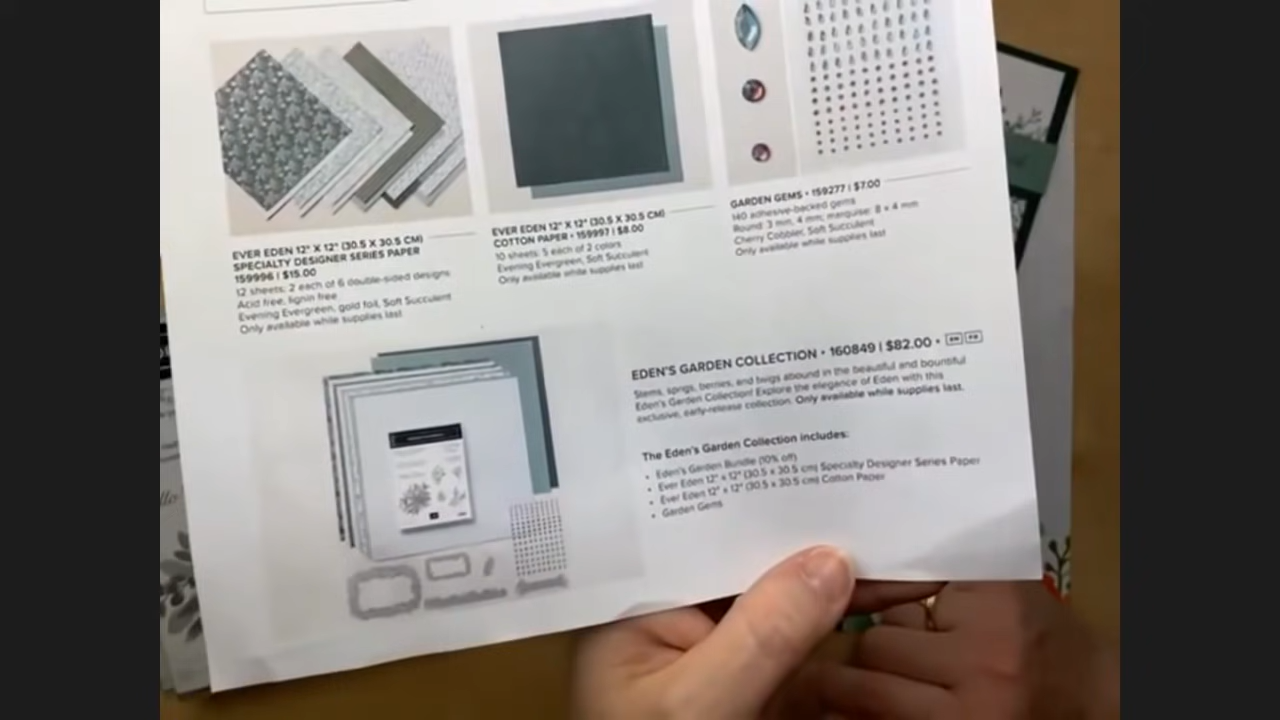 EVER EDEN 12" X 12" (30.5 X 30.5 CM)
SPECIALTY DESIGNER SERIES PAPER
159996 | $15.00
12 sheets: 2 each of 6 double-sided designs
Acid free, lignin free
Evening Evergreen, gold foil, Soft Succulent
Only available while supplies last
EVER EDEN 12" X 12" (30.5 X 30.5 CM)
COTTON PAPER • 159997 | $8.00
10 sheets: 5 each of 2 colors
Evening Evergreen, Soft Succulent
Only available while supplies last
GARDEN GEMS • 159277 | $7.00
140 adhesive-backed gems
Round: 3 mm, 4 mm; marquise: 8 x 4 mm
Cherry Cobbler, Soft Succulent
Only available while supplies last
EDEN'S GARDEN COLLECTION • 160849 | $82.00 • EN FR
Stems, sprigs, berries, and twigs abound in the beautiful and bountiful
Eden's Garden Collection! Explore the elegance of Eden with this
exclusive, early-release collection. Only available while supplies last.
The Eden's Garden Collection includes:
• Eden's Garden Bundle (10% off)
• Ever Eden 12" x 12" (30.5 x 30.5 cm) Specialty Designer Series Paper
• Ever Eden 12" x 12" (30.5 x 30.5 cm) Cotton Paper
• Garden Gems